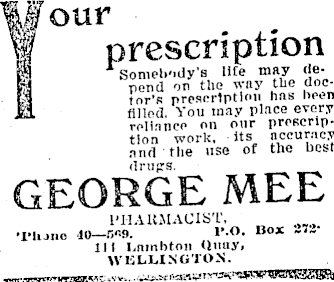 Your
prescription
Somebody's life may de-
pend on the way the doc-
tor's prescription has been
filled. You may place every
reliance on our prescrip-
tion work, its accuracy
and the use of the best
drugs.
GEORGE MEE
PHARMACIST,
'Phone 40—569. P.O. Box 272.
111 Lambton Quay,
WELLINGTON.